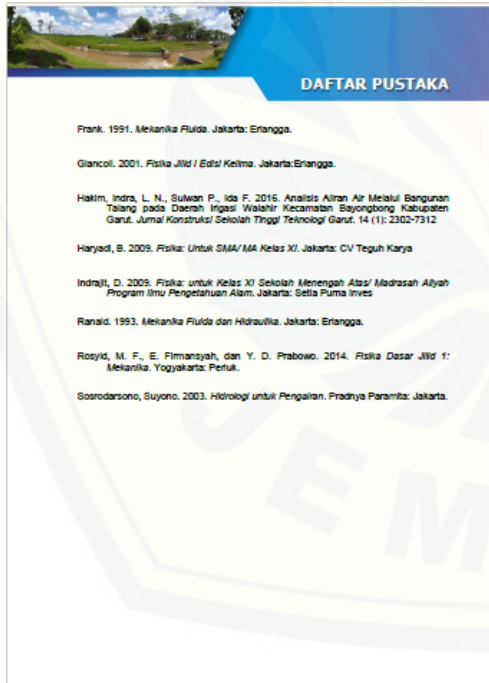 DAFTAR PUSTAKA
Frank. 1991. Mekanika Fluida. Jakarta: Erlangga.
Giancoli. 2001. Fisika Jilid I Edisi Kelima. Jakarta:Erlangga.
Hakim, Indra, L. N., Sulwan P., Ida F. 2016. Analisis Aliran Air Melalui Bangunan
Talang pada Daerah Irigasi Walahir Kecamatan Bayongbong Kabupaten
Garut. Jurnal Konstruksi Sekolah Tinggi Teknologi Garut. 14 (1): 2302-7312
Haryadi, B. 2009. Fisika: Untuk SMA/ MA Kelas XI. Jakarta: CV Teguh Karya
Indrajit, D. 2009. Fisika: untuk Kelas XI Sekolah Menengah Atas/ Madrasah Aliyah
Program Ilmu Pengetahuan Alam. Jakarta: Setia Purna Inves
Ranald. 1993. Mekanika Fluida dan Hidraulika. Jakarta: Erlangga.
Rosyid, M. F., E. Firmansyah, dan Y. D. Prabowo. 2014. Fisika Dasar Jilid 1:
Mekanika. Yogyakarta: Periuk.
Sosrodarsono, Suyono. 2003. Hidrologi untuk Pengairan. Pradnya Paramita: Jakarta.
JEM